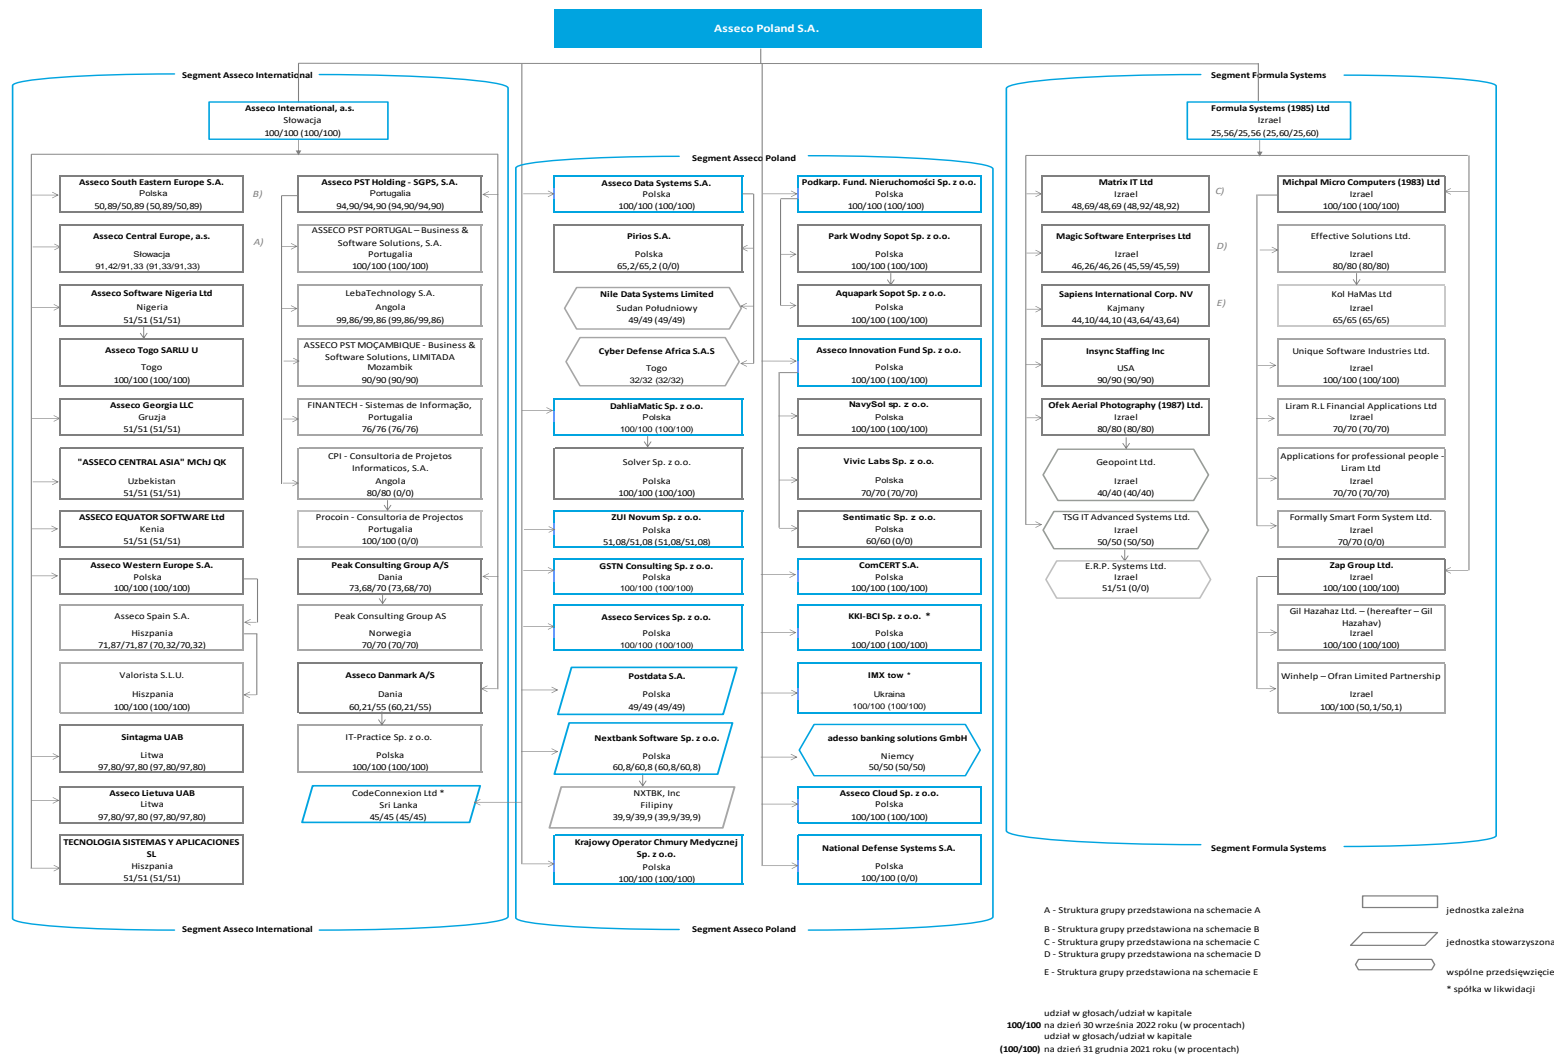 Asseco Poland S.A.
Segment Asseco International
Asseco International, a.s.
Słowacja
100/100 (100/100)
Asseco South Eastern Europe S.A.
Polska
50,89/50,89 (50,89/50,89)
B)
Asseco Central Europe, a.s.
Słowacja
91,42/91,33 (91,33/91,33)
A)
Asseco Software Nigeria Ltd
Nigeria
51/51 (51/51)
Asseco Togo SARLU U
Togo
100/100 (100/100)
Asseco Georgia LLC
Gruzja
51/51 (51/51)
"ASSECO CENTRAL ASIA" MChJ QK
Uzbekistan
51/51 (51/51)
ASSECO EQUATOR SOFTWARE Ltd
Kenia
51/51 (51/51)
Asseco Western Europe S.A.
Polska
100/100 (100/100)
Asseco Spain S.A.
Hiszpania
71,87/71,87 (70,32/70,32)
Valorista S.L.U.
Hiszpania
100/100 (100/100)
Sintagma UAB
Litwa
97,80/97,80 (97,80/97,80)
Asseco Lietuva UAB
Litwa
97,80/97,80 (97,80/97,80)
TECNOLOGIA SISTEMAS Y APLICACIONES
SL
Hiszpania
51/51 (51/51)
Asseco PST Holding - SGPS, S.A.
Portugalia
94,90/94,90 (94,90/94,90)
ASSECO PST PORTUGAL – Business &
Software Solutions, S.A.
Portugalia
100/100 (100/100)
LebaTechnology S.A.
Angola
99,86/99,86 (99,86/99,86)
ASSECO PST MOÇAMBIQUE - Business &
Software Solutions, LIMITADA
Mozambik
90/90 (90/90)
FINANTECH - Sistemas de Informação,
Portugalia
76/76 (76/76)
CPI - Consultoria de Projetos
Informaticos, S.A.
Angola
80/80 (0/0)
Procoin - Consultoria de Projectos
Portugalia
100/100 (0/0)
Peak Consulting Group A/S
Dania
73,68/70 (73,68/70)
Peak Consulting Group AS
Norwegia
70/70 (70/70)
Asseco Danmark A/S
Dania
60,21/55 (60,21/55)
IT-Practice Sp. z o.o.
Polska
100/100 (100/100)
CodeConnexion Ltd *
Sri Lanka
45/45 (45/45)
Segment Asseco International
Segment Asseco Poland
Asseco Data Systems S.A.
Polska
100/100 (100/100)
Pirios S.A.
Polska
65,2/65,2 (0/0)
Nile Data Systems Limited
Sudan Południowy
49/49 (49/49)
Cyber Defense Africa S.A.S
Togo
32/32 (32/32)
DahliaMatic Sp. z o.o.
Polska
100/100 (100/100)
Solver Sp. z o.o.
Polska
100/100 (100/100)
ZUI Novum Sp. z o.o.
Polska
51,08/51,08 (51,08/51,08)
GSTN Consulting Sp. z o.o.
Polska
100/100 (100/100)
Asseco Services Sp. z o.o.
Polska
100/100 (100/100)
Postdata S.A.
Polska
49/49 (49/49)
Nextbank Software Sp. z o.o.
Polska
60,8/60,8 (60,8/60,8)
NXTBK, Inc
Filipiny
39,9/39,9 (39,9/39,9)
Krajowy Operator Chmury Medycznej
Sp. z o.o.
Polska
100/100 (100/100)
Podkarp. Fund. Nieruchomości Sp. z o.o.
Polska
100/100 (100/100)
Park Wodny Sopot Sp. z o.o.
Polska
100/100 (100/100)
Aquapark Sopot Sp. z o.o.
Polska
100/100 (100/100)
Asseco Innovation Fund Sp. z o.o.
Polska
100/100 (100/100)
NavySol sp. z o.o.
Polska
100/100 (100/100)
Vivic Labs Sp. z o.o.
Polska
70/70 (70/70)
Sentimatic Sp. z o.o.
Polska
60/60 (0/0)
ComCERT S.A.
Polska
100/100 (100/100)
KKI-BCI Sp. z o.o. *
Polska
100/100 (100/100)
IMX tow *
Ukraina
100/100 (100/100)
adesso banking solutions GmbH
Niemcy
50/50 (50/50)
Asseco Cloud Sp. z o.o.
Polska
100/100 (100/100)
National Defense Systems S.A.
Polska
100/100 (0/0)
Segment Asseco Poland
Segment Formula Systems
Formula Systems (1985) Ltd
Izrael
25,56/25,56 (25,60/25,60)
Matrix IT Ltd
Izrael
48,69/48,69 (48,92/48,92)
C)
Magic Software Enterprises Ltd
Izrael
46,26/46,26 (45,59/45,59)
D)
Sapiens International Corp. NV
Kajmany
44,10/44,10 (43,64/43,64)
E)
Insync Staffing Inc
USA
90/90 (90/90)
Ofek Aerial Photography (1987) Ltd.
Izrael
80/80 (80/80)
Geopoint Ltd.
Izrael
40/40 (40/40)
TSG IT Advanced Systems Ltd.
Izrael
50/50 (50/50)
E.R.P. Systems Ltd.
Izrael
51/51 (0/0)
Michpal Micro Computers (1983) Ltd
Izrael
100/100 (100/100)
Effective Solutions Ltd.
Izrael
80/80 (80/80)
Kol HaMas Ltd
Izrael
65/65 (65/65)
Unique Software Industries Ltd.
Izrael
100/100 (100/100)
Liram R.L Financial Applications Ltd
Izrael
70/70 (70/70)
Applications for professional people -
Liram Ltd
Izrael
70/70 (70/70)
Formally Smart Form System Ltd.
Izrael
70/70 (0/0)
Zap Group Ltd.
Izrael
100/100 (100/100)
Gil Hazahaz Ltd. – (hereafter – Gil
Hazahav)
Izrael
100/100 (100/100)
Winhelp – Ofran Limited Partnership
Izrael
100/100 (50,1/50,1)
Segment Formula Systems
A - Struktura grupy przedstawiona na schemacie A
B - Struktura grupy przedstawiona na schemacie B
C - Struktura grupy przedstawiona na schemacie C
D - Struktura grupy przedstawiona na schemacie D
E - Struktura grupy przedstawiona na schemacie E
jednostka zależna
jednostka stowarzyszona
wspólne przedsięwzięcie
* spółka w likwidacji
udział w głosach/udział w kapitale
100/100 na dzień 30 września 2022 roku (w procentach)
udział w głosach/udział w kapitale
(100/100) na dzień 31 grudnia 2021 roku (w procentach)